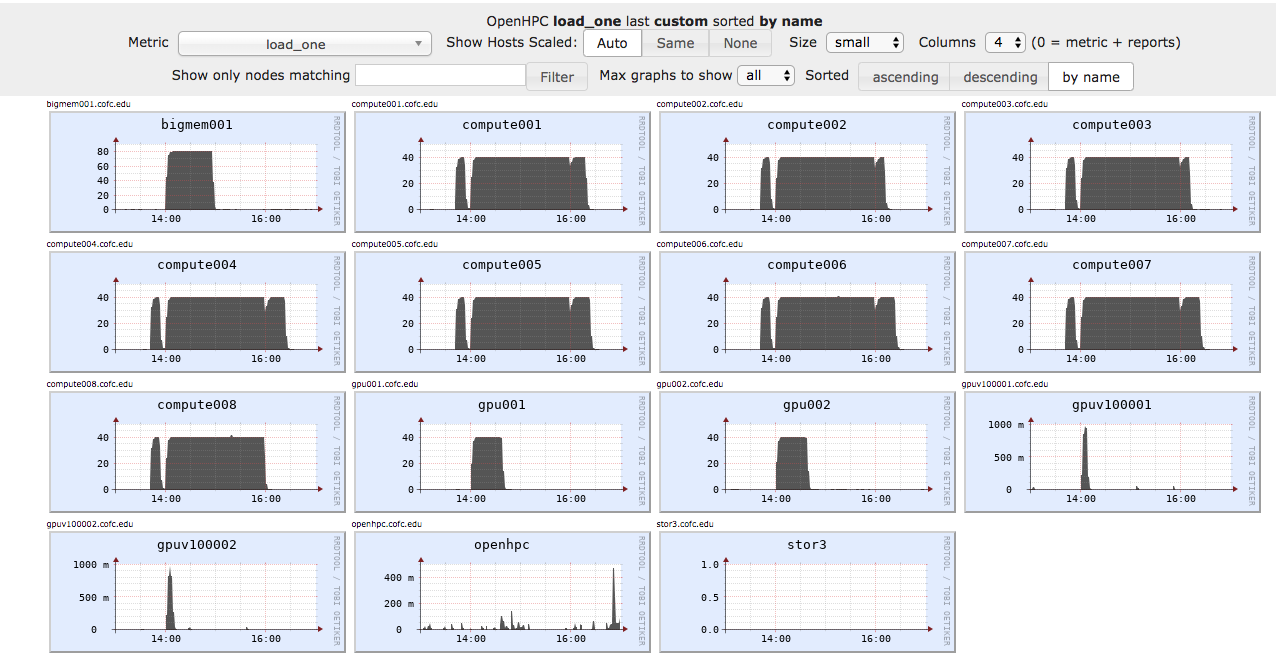 OpenHPC load_one last custom sorted by name
Metric load_one Show Hosts Scaled: Auto Same None Size small Columns 4 (0 = metric + reports)
Show only nodes matching Filter Max graphs to show all Sorted ascending descending by name
bigmem001.cofc.edu compute001.cofc.edu compute002.cofc.edu compute003.cofc.edu
bigmem001
80
60
40
20
0
14:00 16:00
RRDTOOL / TOBI OETIKER
compute001
40
20
0
14:00 16:00
RRDTOOL / TOBI OETIKER
compute002
40
20
0
14:00 16:00
RRDTOOL / TOBI OETIKER
compute003
40
20
0
14:00 16:00
RRDTOOL / TOBI OETIKER
compute004.cofc.edu compute005.cofc.edu compute006.cofc.edu compute007.cofc.edu
compute004
40
20
0
14:00 16:00
RRDTOOL / TOBI OETIKER
compute005
40
20
0
14:00 16:00
RRDTOOL / TOBI OETIKER
compute006
40
20
0
14:00 16:00
RRDTOOL / TOBI OETIKER
compute007
40
20
0
14:00 16:00
RRDTOOL / TOBI OETIKER
compute008.cofc.edu gpu001.cofc.edu gpu002.cofc.edu gpuv100001.cofc.edu
compute008
40
20
0
14:00 16:00
RRDTOOL / TOBI OETIKER
gpu001
40
20
0
14:00 16:00
RRDTOOL / TOBI OETIKER
gpu002
40
20
0
14:00 16:00
RRDTOOL / TOBI OETIKER
gpuv100001
1000 m
500 m
0
14:00 16:00
RRDTOOL / TOBI OETIKER
gpuv100002.cofc.edu openhpc.cofc.edu stor3.cofc.edu
gpuv100002
1000 m
500 m
0
14:00 16:00
RRDTOOL / TOBI OETIKER
openhpc
400 m
200 m
0
14:00 16:00
RRDTOOL / TOBI OETIKER
stor3
1.0
0.5
0.0
14:00 16:00
RRDTOOL / TOBI OETIKER